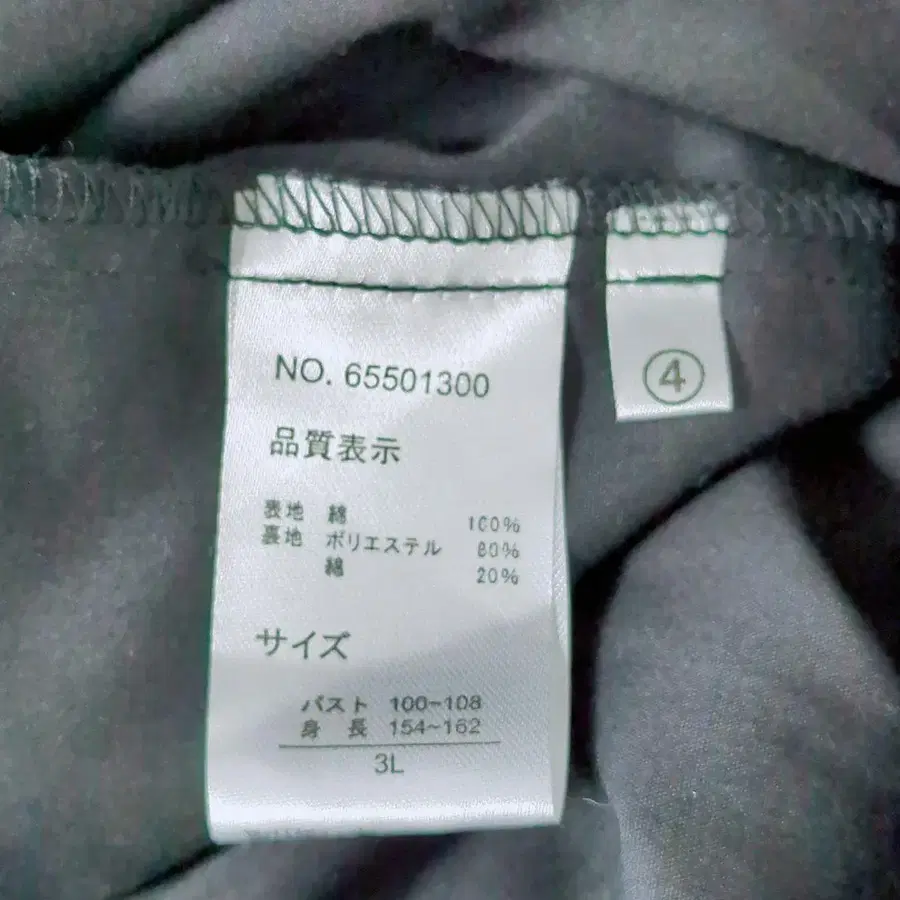 NO. 65501300
品質表示
表地 綿 100%
裏地 ポリエステル 80%
綿 20%
サイズ
バスト 100~108
身長 154~162
3L
④